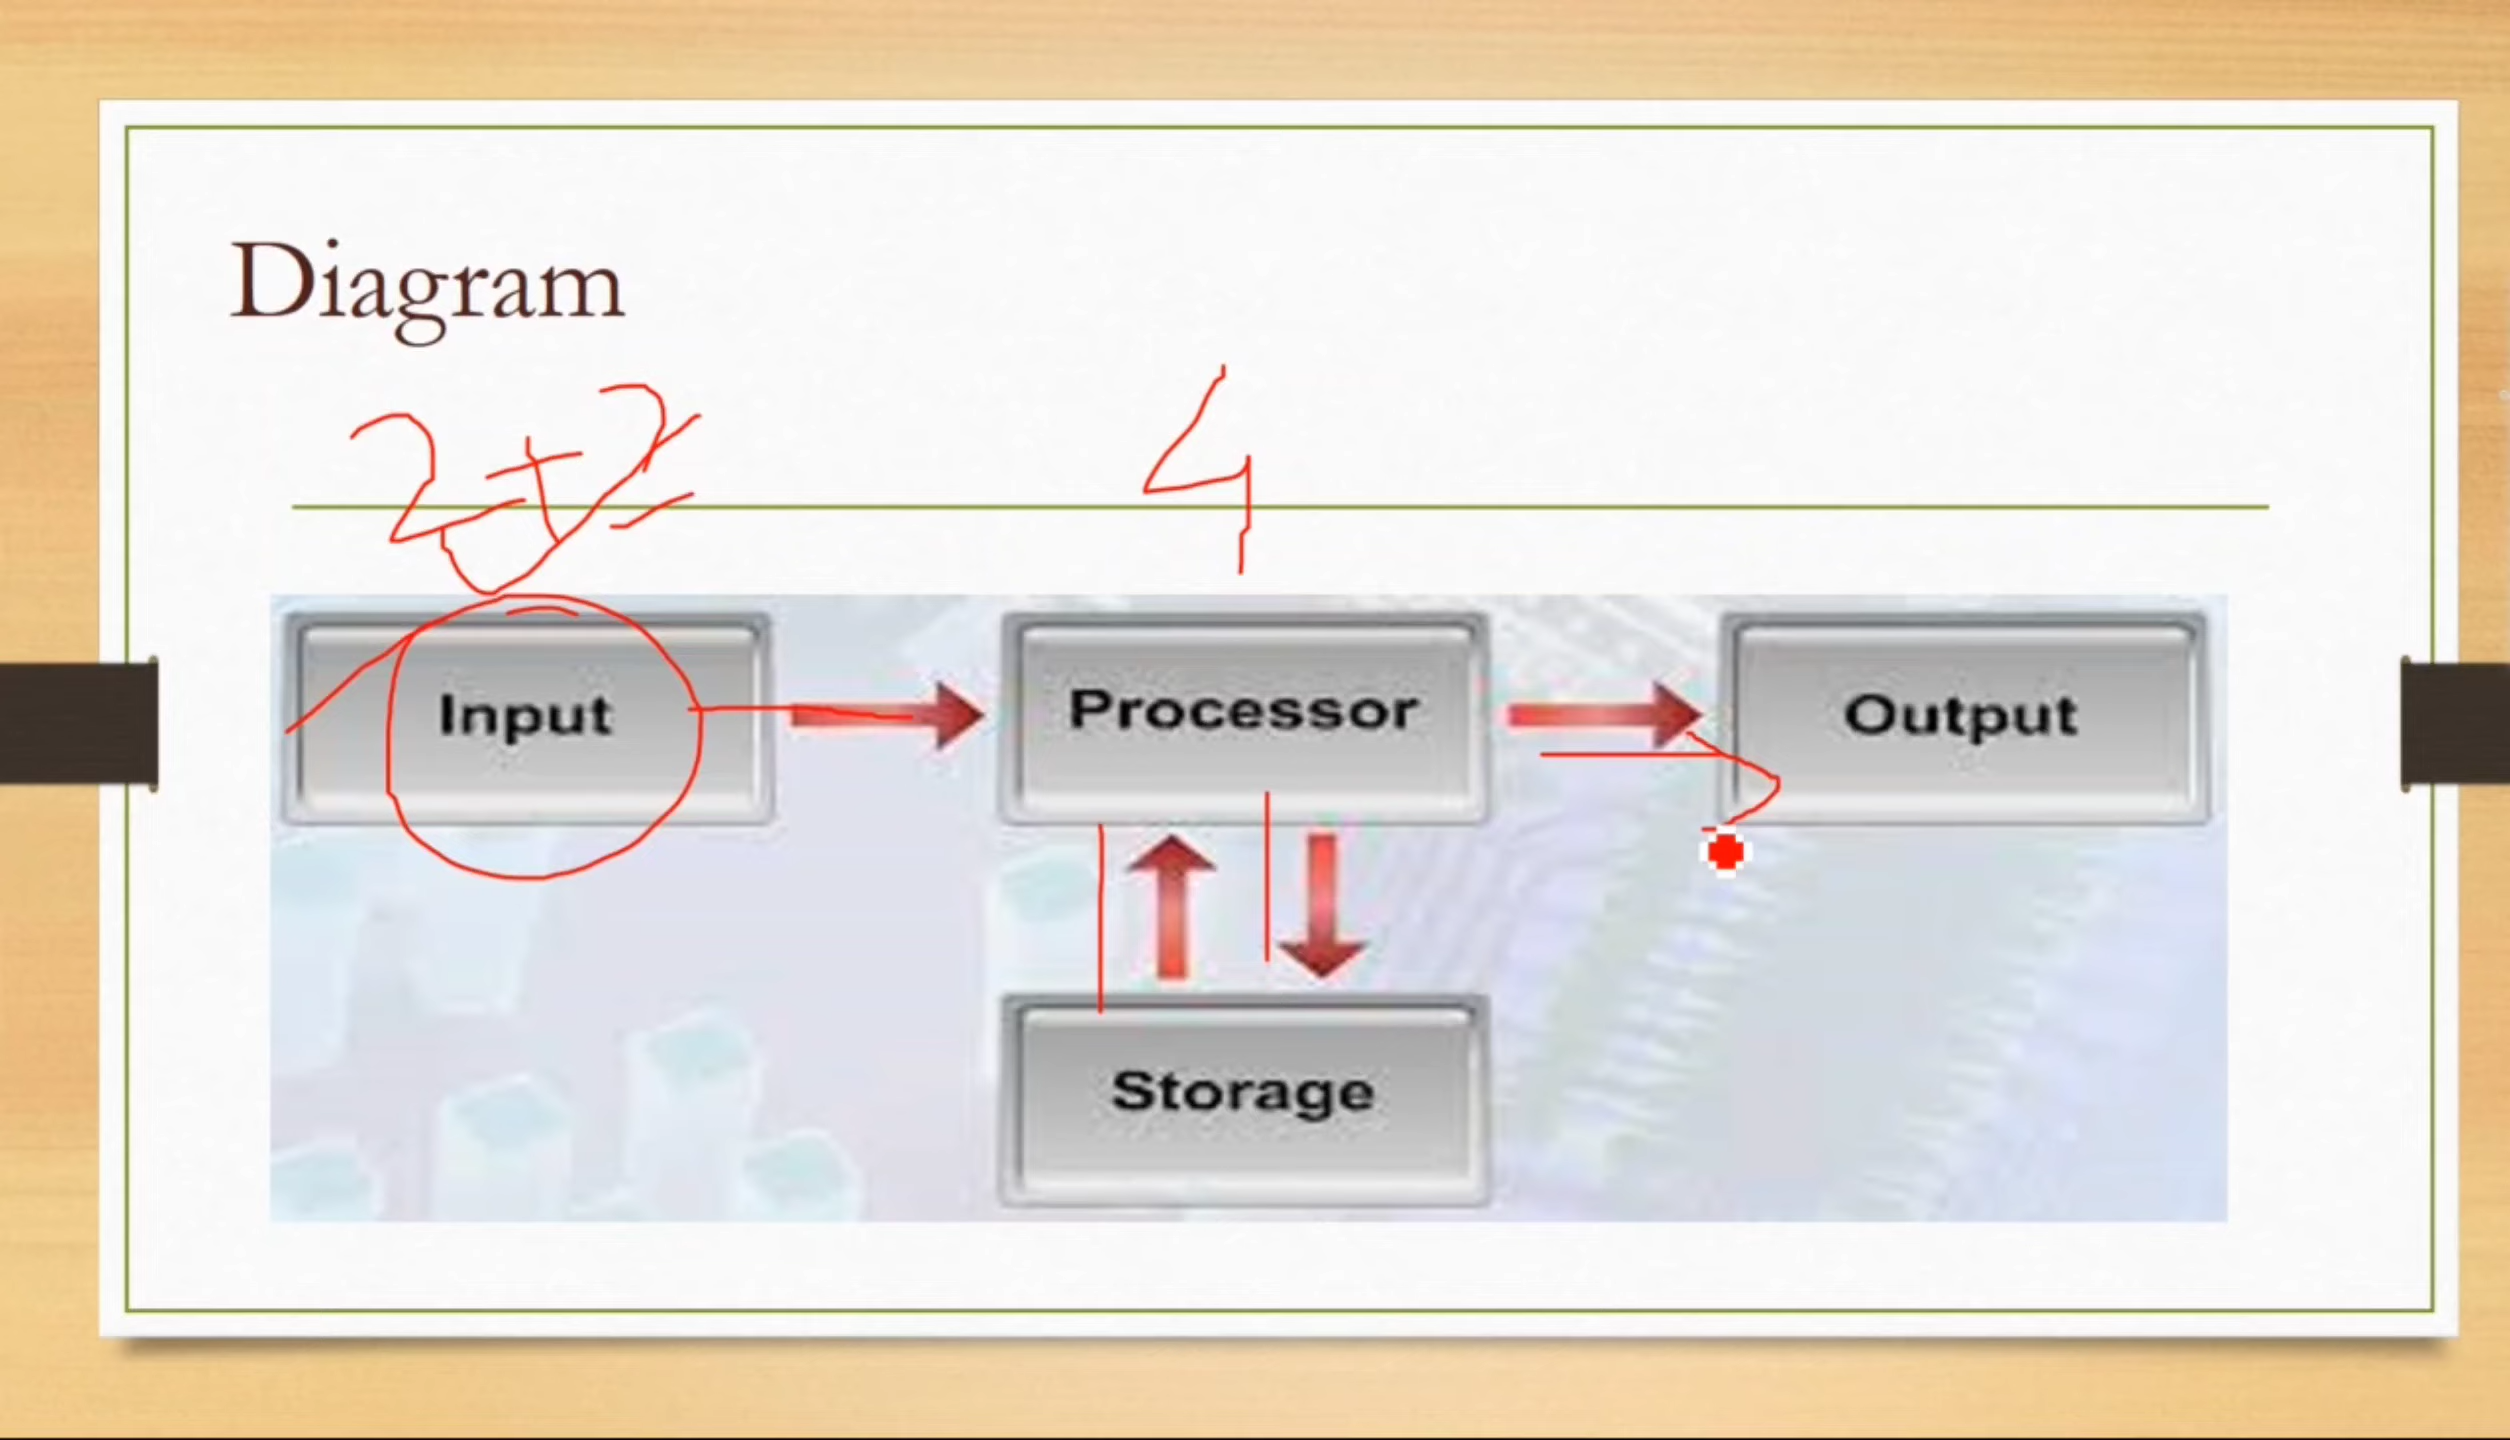 Diagram
2+2=
4
Input
Processor
Output
Storage